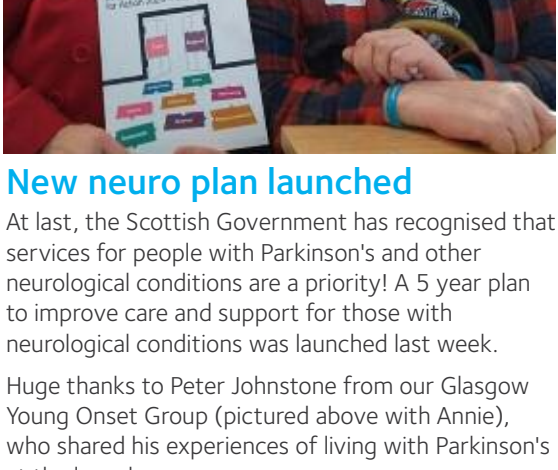 for Action 2020
New neuro plan launched
At last, the Scottish Government has recognised that
services for people with Parkinson's and other
neurological conditions are a priority! A 5 year plan
to improve care and support for those with
neurological conditions was launched last week.
Huge thanks to Peter Johnstone from our Glasgow
Young Onset Group (pictured above with Annie),
who shared his experiences of living with Parkinson's